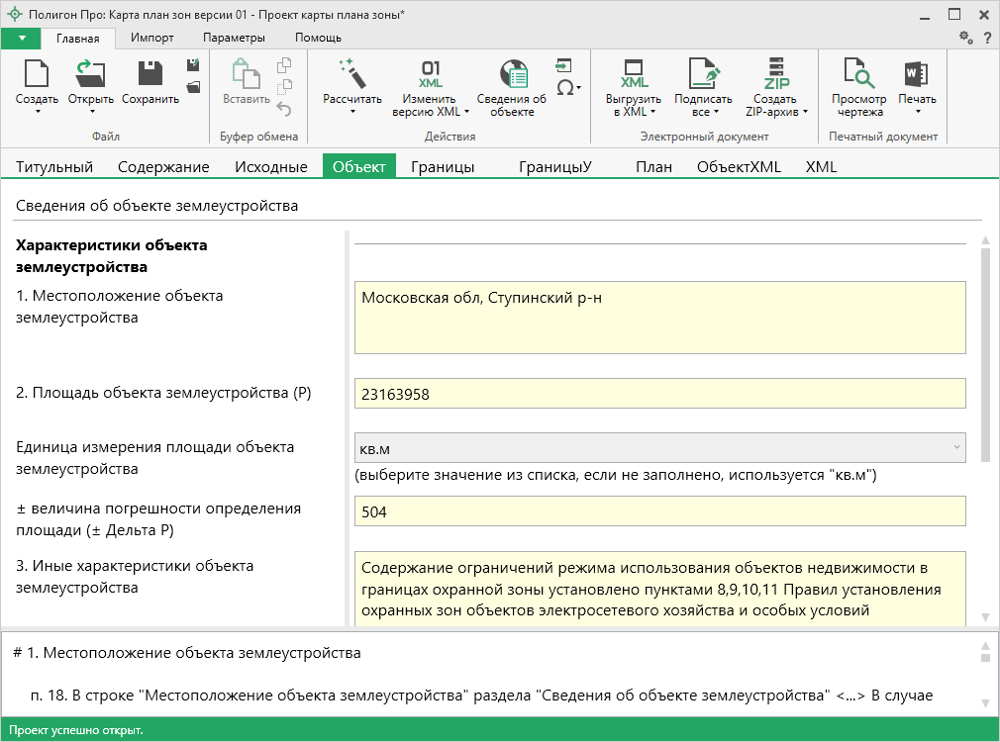 Полигон Про: Карта план зон версии 01 - Проект карты плана зоны*
Главная Импорт Параметры Помощь
?
01
XML
XML
ZIP
W
Ω
Создать Открыть Сохранить
Вставить
Рассчитать
Изменить
версию XML
Сведения об
объекте
Выгрузить
в XML
Подписать
все
Создать
ZIP-архив
Просмотр
чертежа
Печать
Файл Буфер обмена Действия Электронный документ Печатный документ
Титульный Содержание Исходные Объект Границы ГраницыУ План ОбъектXML XML
Сведения об объекте землеустройства
Характеристики объекта
землеустройства
1. Местоположение объекта
землеустройства
Московская обл, Ступинский р-н
2. Площадь объекта землеустройства (P)
23163958
Единица измерения площади объекта
землеустройства
кв.м
(выберите значение из списка, если не заполнено, используется "кв.м")
± величина погрешности определения
площади (± Дельта P)
504
3. Иные характеристики объекта
землеустройства
Содержание ограничений режима использования объектов недвижимости в
границах охранной зоны установлено пунктами 8,9,10,11 Правил установления
охранных зон объектов электросетевого хозяйства и особых условий
# 1. Местоположение объекта землеустройства
п. 18. В строке "Местоположение объекта землеустройства" раздела "Сведения об объекте землеустройства" <...> В случае
Проект успешно открыт.